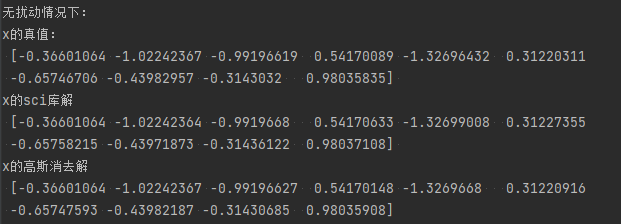 无扰动情况下:
x的真值:
[-0.36601064 -1.02242367 -0.99196619 0.54170089 -1.32696432 0.31220311
-0.65746706 -0.43982957 -0.3143032 0.98035835]
x的sci库解
[-0.36601064 -1.02242364 -0.9919668 0.54170633 -1.32699008 0.31227355
-0.65758215 -0.43971873 -0.31436122 0.98037108]
x的高斯消去解
[-0.36601064 -1.02242367 -0.99196627 0.54170148 -1.3269668 0.31220916
-0.65747593 -0.43982187 -0.31430685 0.98035908]